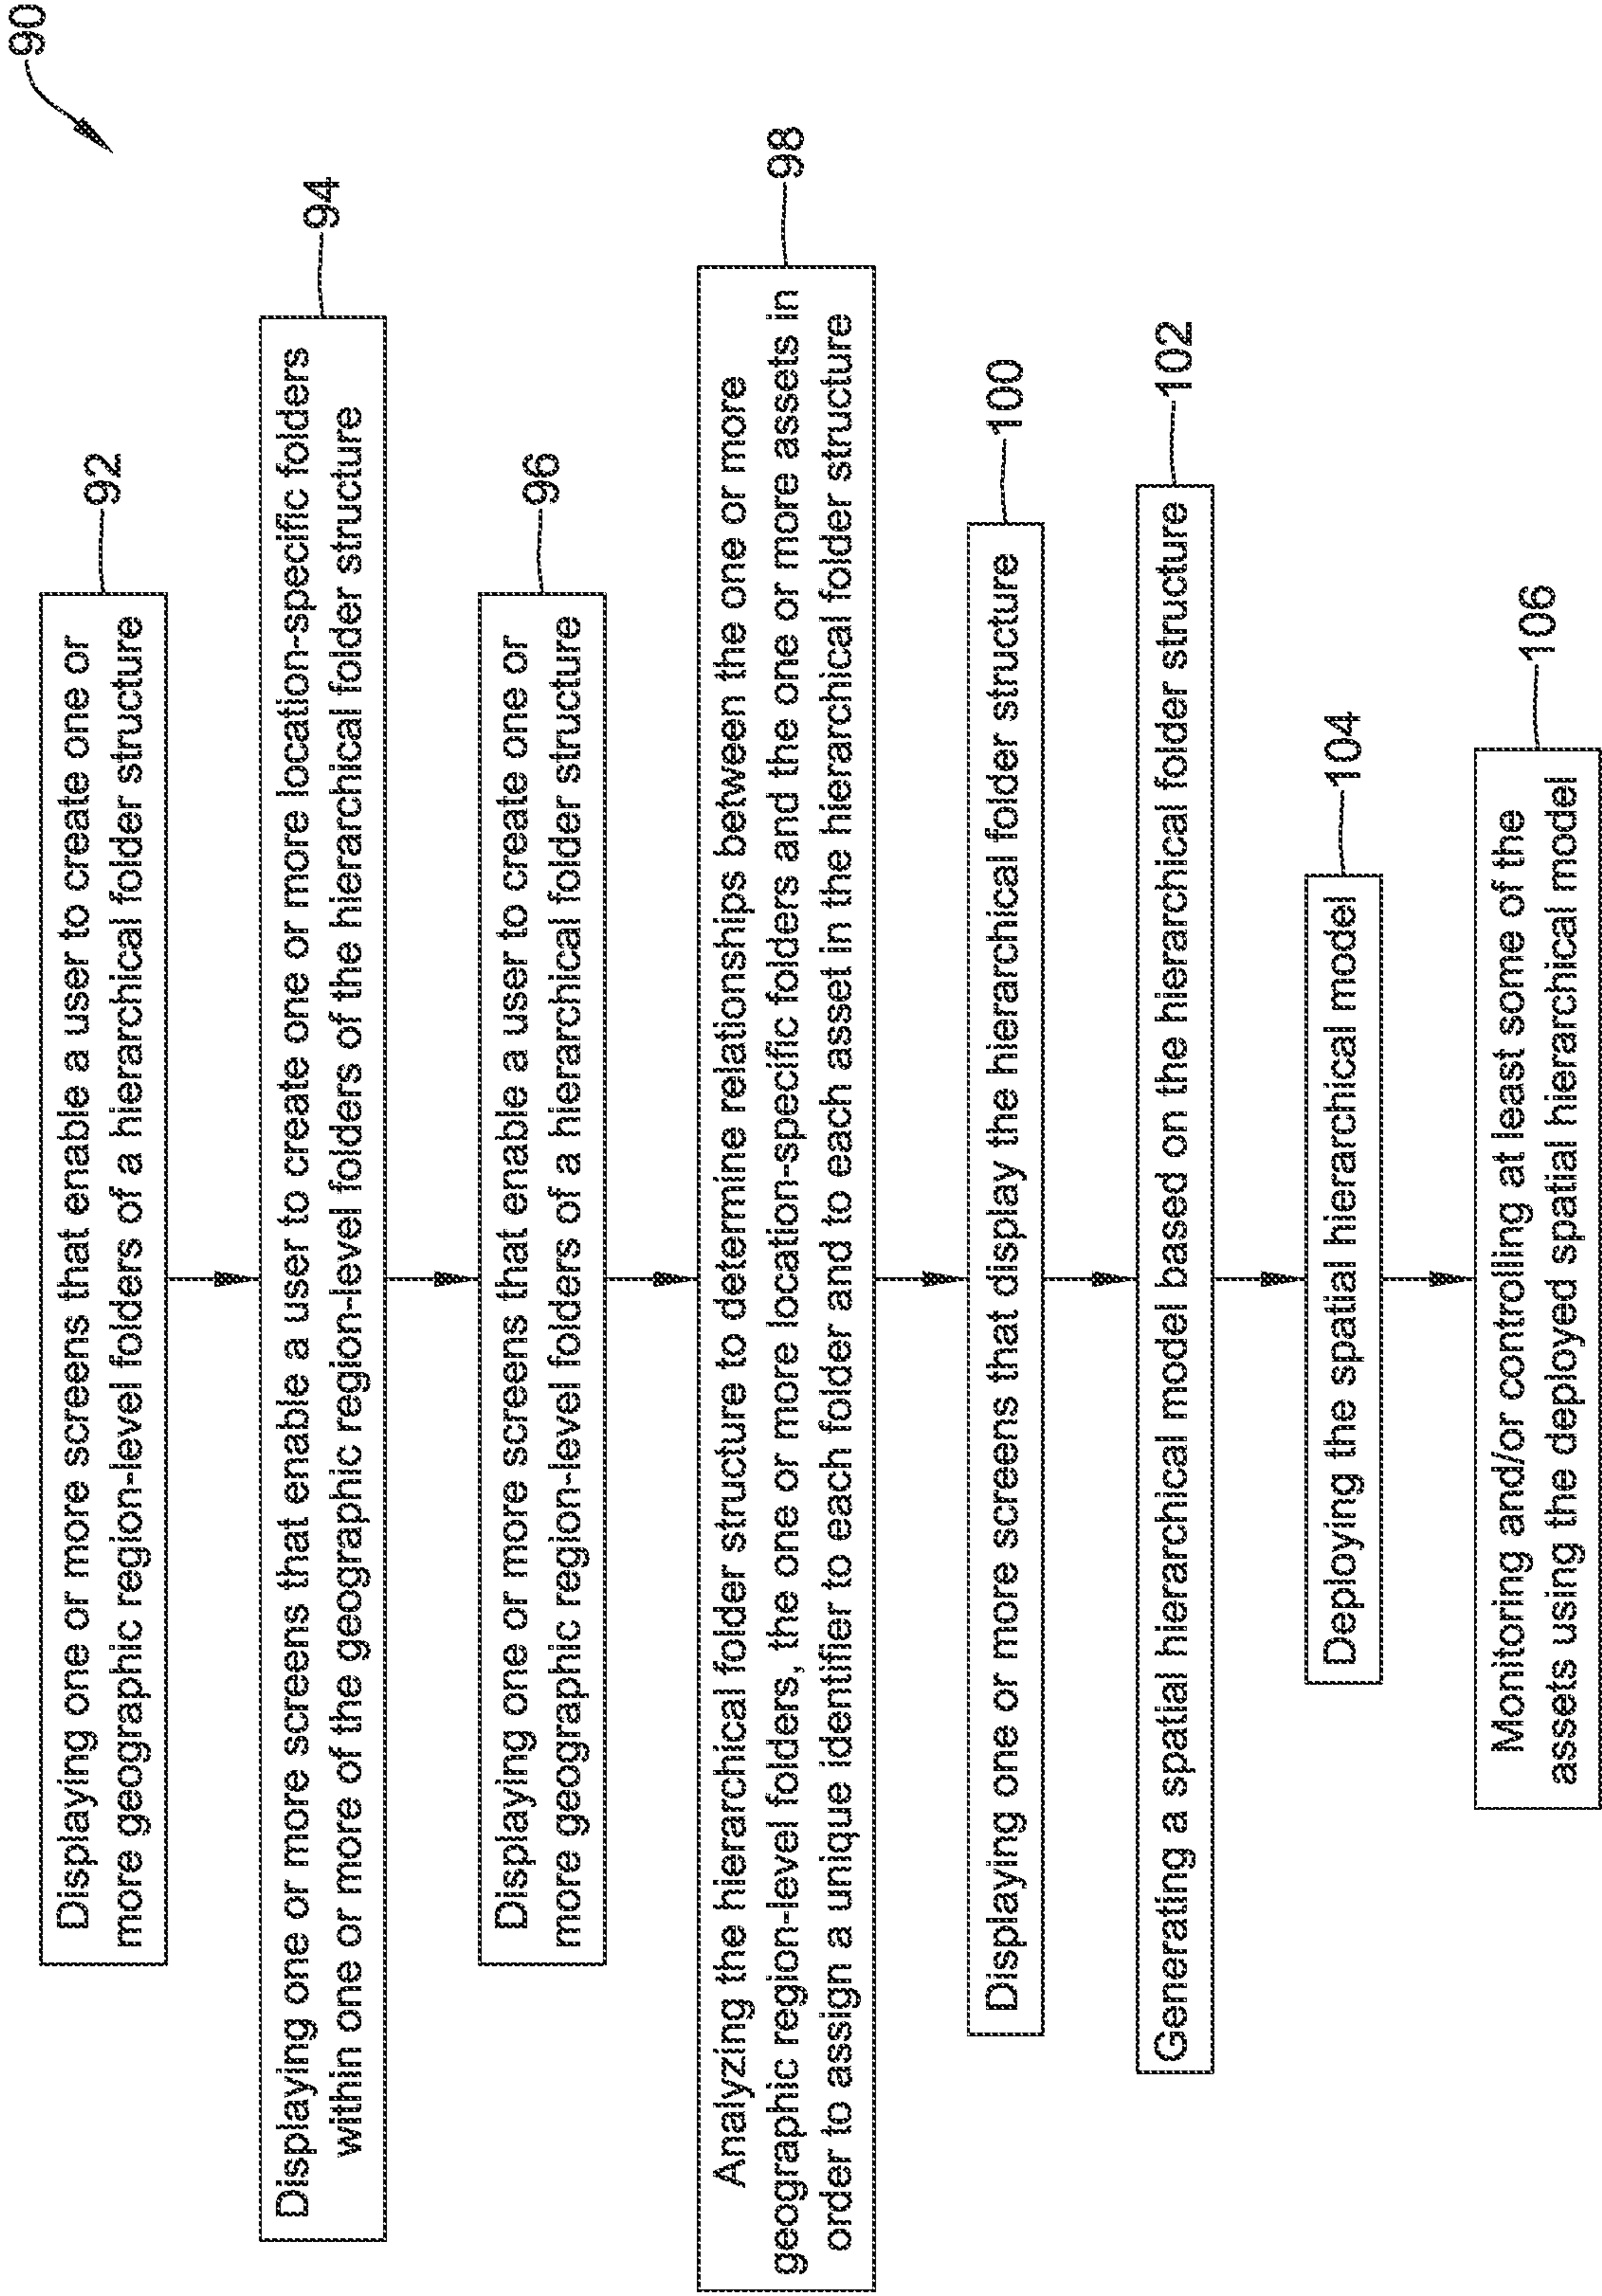 90
Displaying one or more screens that enable a user to create one or
more geographic region-level folders of a hierarchical folder structure
92
Displaying one or more screens that enable a user to create one or more location-specific folders
within one or more of the geographic region-level folders of the hierarchical folder structure
94
Displaying one or more screens that enable a user to create one or
more geographic region-level folders of a hierarchical folder structure
96
Analyzing the hierarchical folder structure to determine relationships between the one or more
geographic region-level folders, the one or more location-specific folders and the one or more assets in
order to assign a unique identifier to each folder and to each asset in the hierarchical folder structure
98
Displaying one or more screens that display the hierarchical folder structure
100
Generating a spatial hierarchical model based on the hierarchical folder structure
102
Deploying the spatial hierarchical model
104
Monitoring and/or controlling at least some of the
assets using the deployed spatial hierarchical model
106